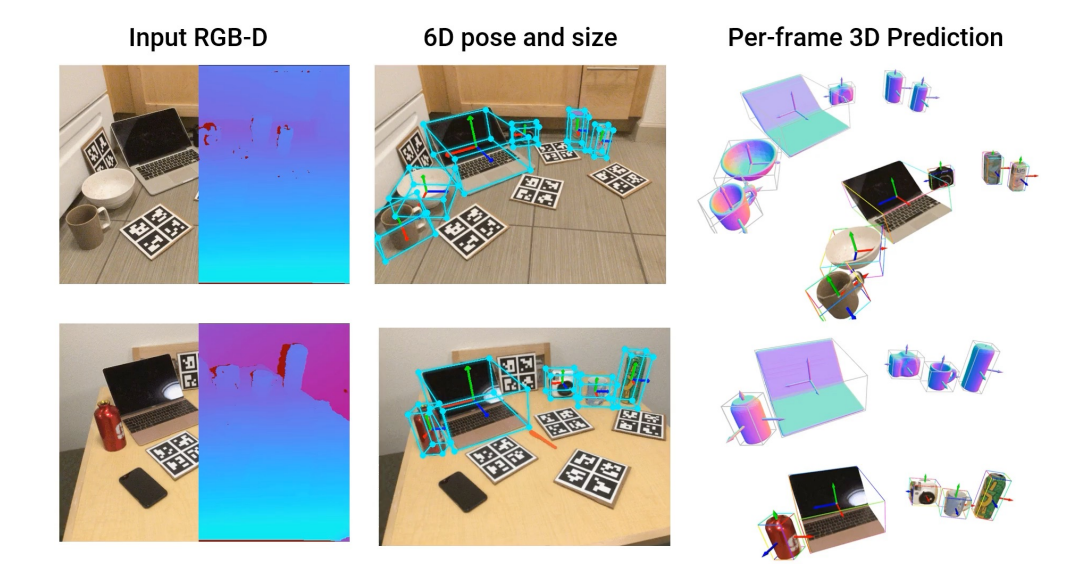 Input RGB-D
6D pose and size
Per-frame 3D Prediction